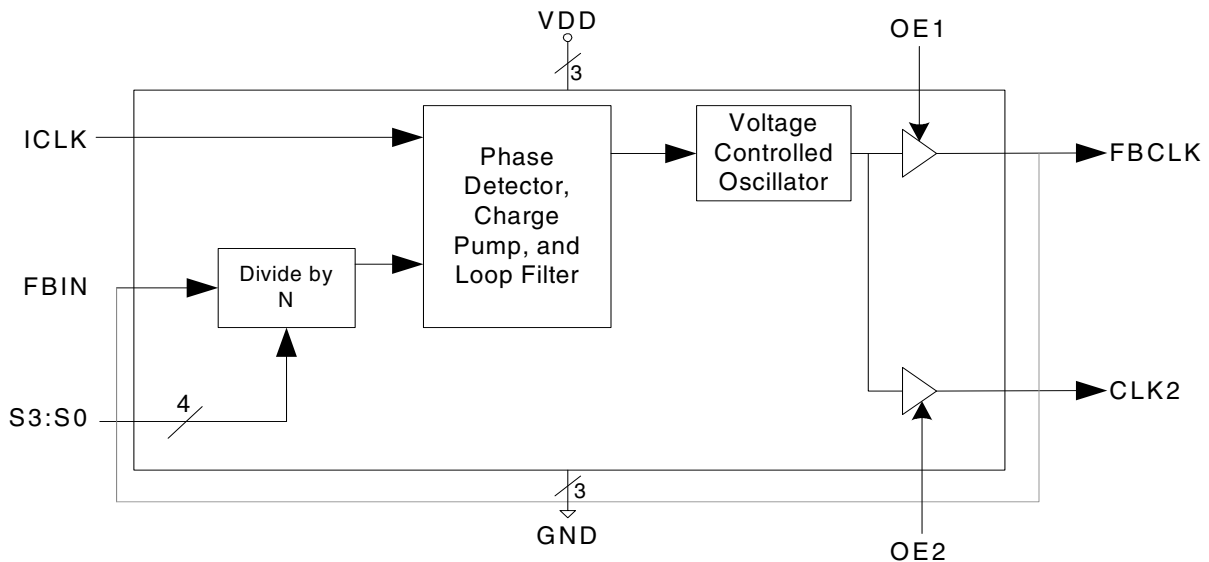 VDD
OE1
3
ICLK
Phase
Detector,
Charge
Pump, and
Loop Filter
Voltage
Controlled
Oscillator
FBCLK
FBIN
Divide by
N
S3:S0
4
CLK2
3
GND
OE2